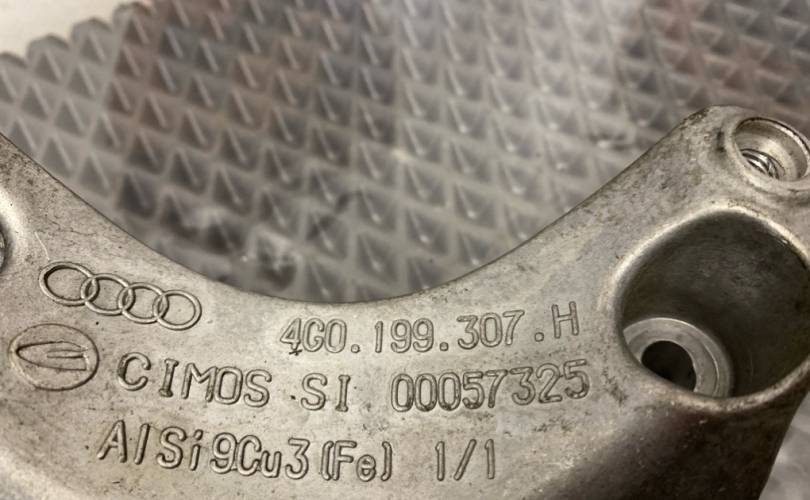 4G0.199.307.H
CIMOS SI 00057325
AlSi9Cu3(Fe) 1/1